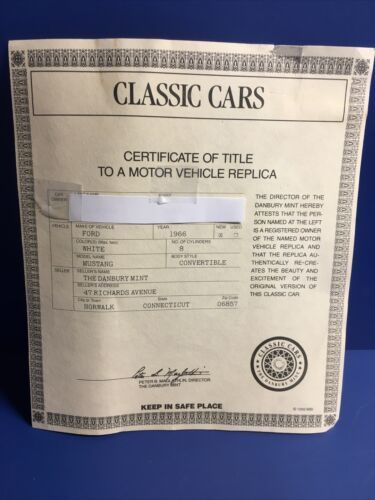 CLASSIC CARS
CERTIFICATE OF TITLE
TO A MOTOR VEHICLE REPLICA
OWNER
VEHICLE MAKE OF VEHICLE YEAR NEW USED
FORD 1966
COLOR(S) NO. OF CYLINDERS
WHITE 8
MODEL NAME BODY STYLE
MUSTANG CONVERTIBLE
SELLER SELLER'S NAME
THE DANBURY MINT
SELLER'S ADDRESS
47 RICHARDS AVENUE
City or Town State Zip Code
NORWALK CONNECTICUT 06857
THE DIRECTOR OF THE
DANBURY MINT HEREBY
ATTESTS THAT THE PER-
SON NAMED AT THE LEFT
IS A REGISTERED OWNER
OF THE NAMED MOTOR
VEHICLE REPLICA AND
THAT THE REPLICA AU-
THENTICALLY RE-CRE-
ATES THE BEAUTY AND
EXCITEMENT OF THE
ORIGINAL VERSION OF
THIS CLASSIC CAR.
CLASSIC CARS
THE DANBURY MINT
PETER B. MAGLATHLIN, DIRECTOR
THE DANBURY MINT
KEEP IN SAFE PLACE